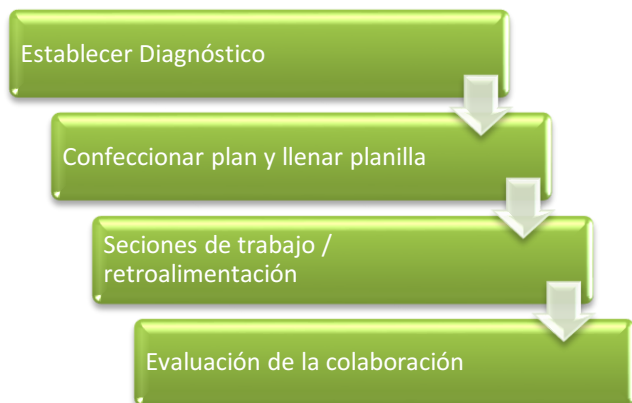 Establecer Diagnóstico
Confeccionar plan y llenar planilla
Seciones de trabajo /
retroalimentación
Evaluación de la colaboración